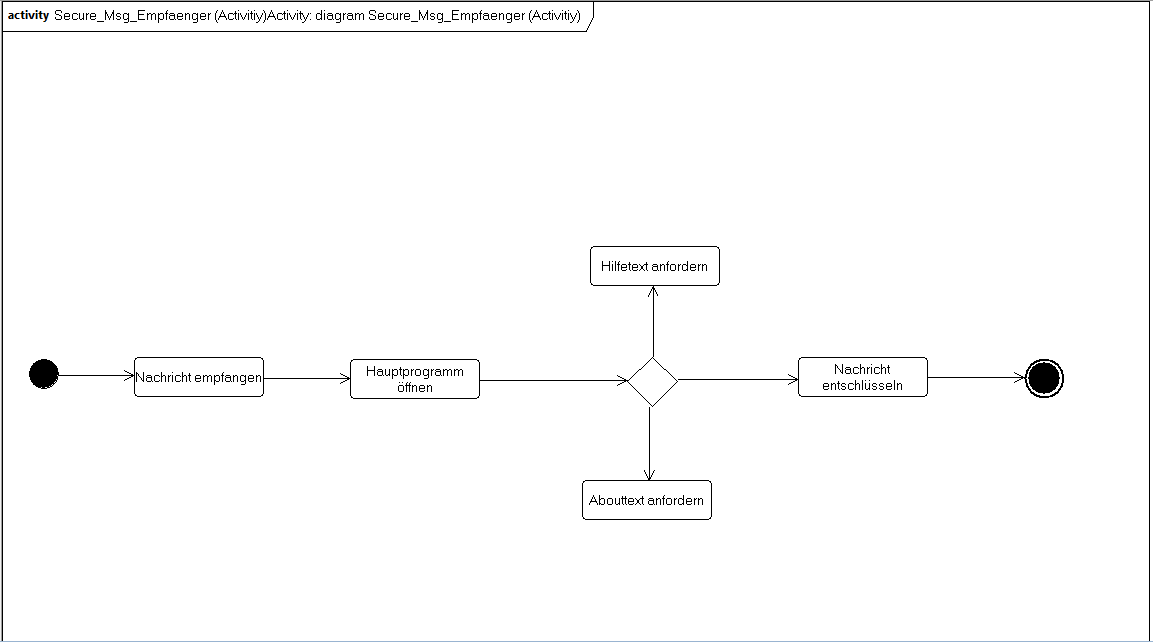 activity Secure_Msg_Empfaenger (Activitiy)Activity: diagram Secure_Msg_Empfaenger (Activitiy)
Hilfetext anfordern
Nachricht empfangen
Hauptprogramm
öffnen
Nachricht
entschlüsseln
Abouttext anfordern